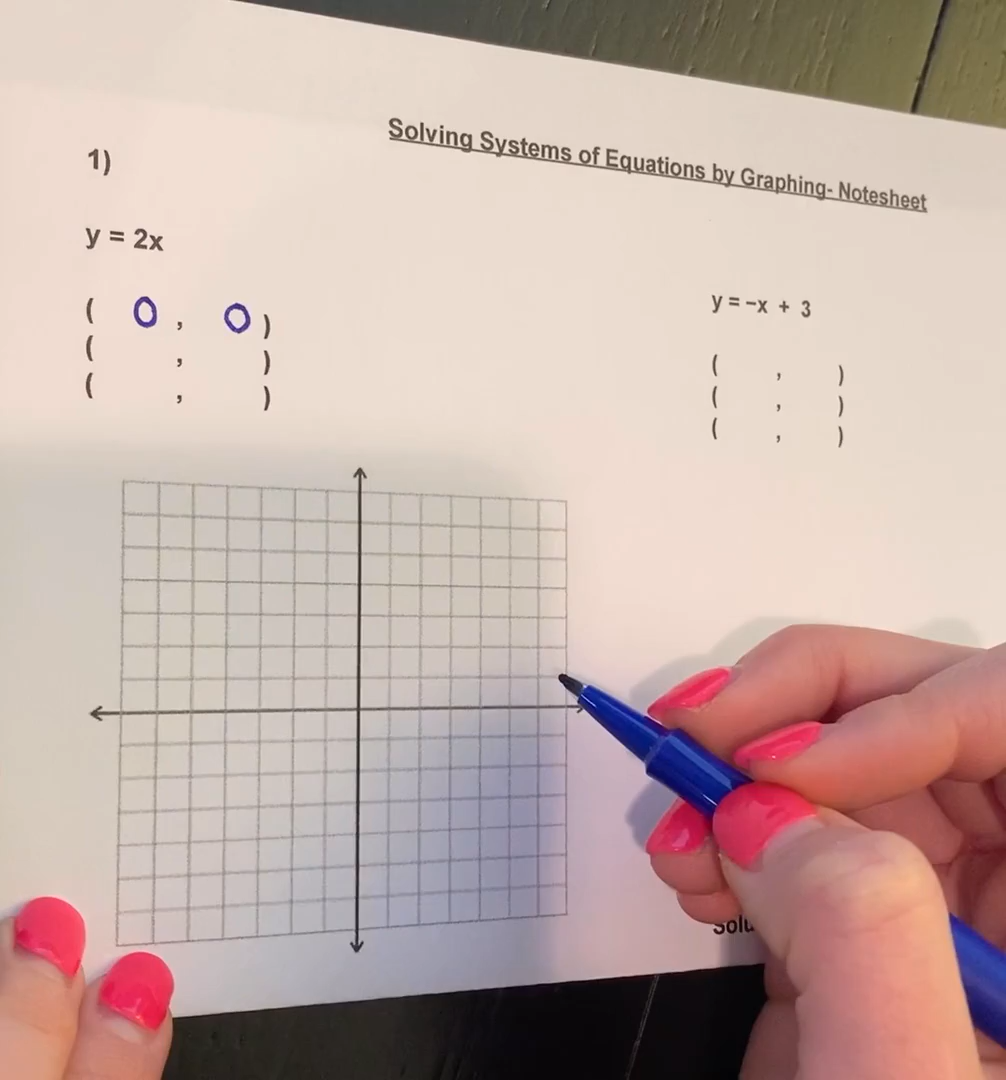 Solving Systems of Equations by Graphing- Notesheet
1)
y = 2x
( 0 , 0 )
( , )
( , )
y = -x + 3
( , )
( , )
( , )